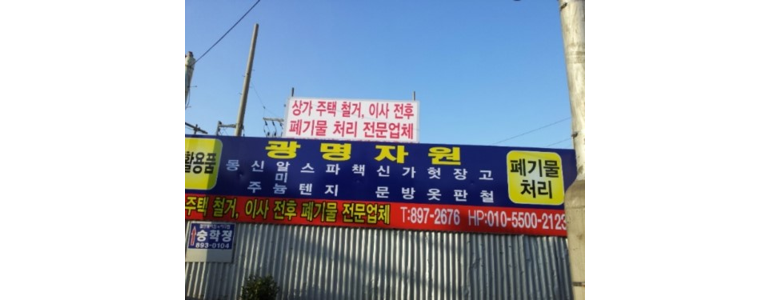 상가 주택 철거, 이사 전후
폐기물 처리 전문업체
광명자원
활용품
동
신주
알미늄
스텐
파지
책
신문
가방
헌옷
장판
고철
폐기물
처리
주택 철거, 이사 전후 폐기물 전문업체 T:897-2676 HP:010-5500-2123
송학정
893-0104